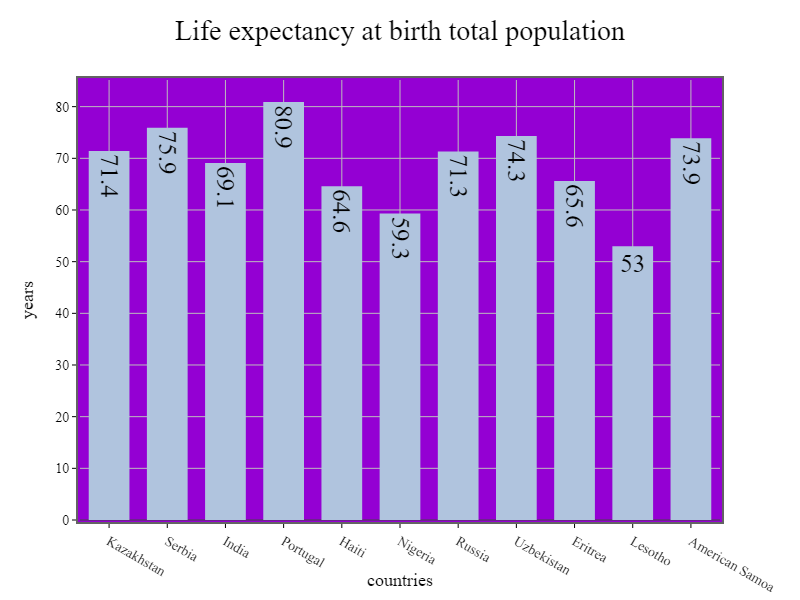 Life expectancy at birth total population
years
80
70
60
50
40
30
20
10
0
71.4
75.9
69.1
80.9
64.6
59.3
71.3
74.3
65.6
53
73.9
Kazakhstan
Serbia
India
Portugal
Haiti
Nigeria
Russia
Uzbekistan
Eritrea
Lesotho
American Samoa
countries